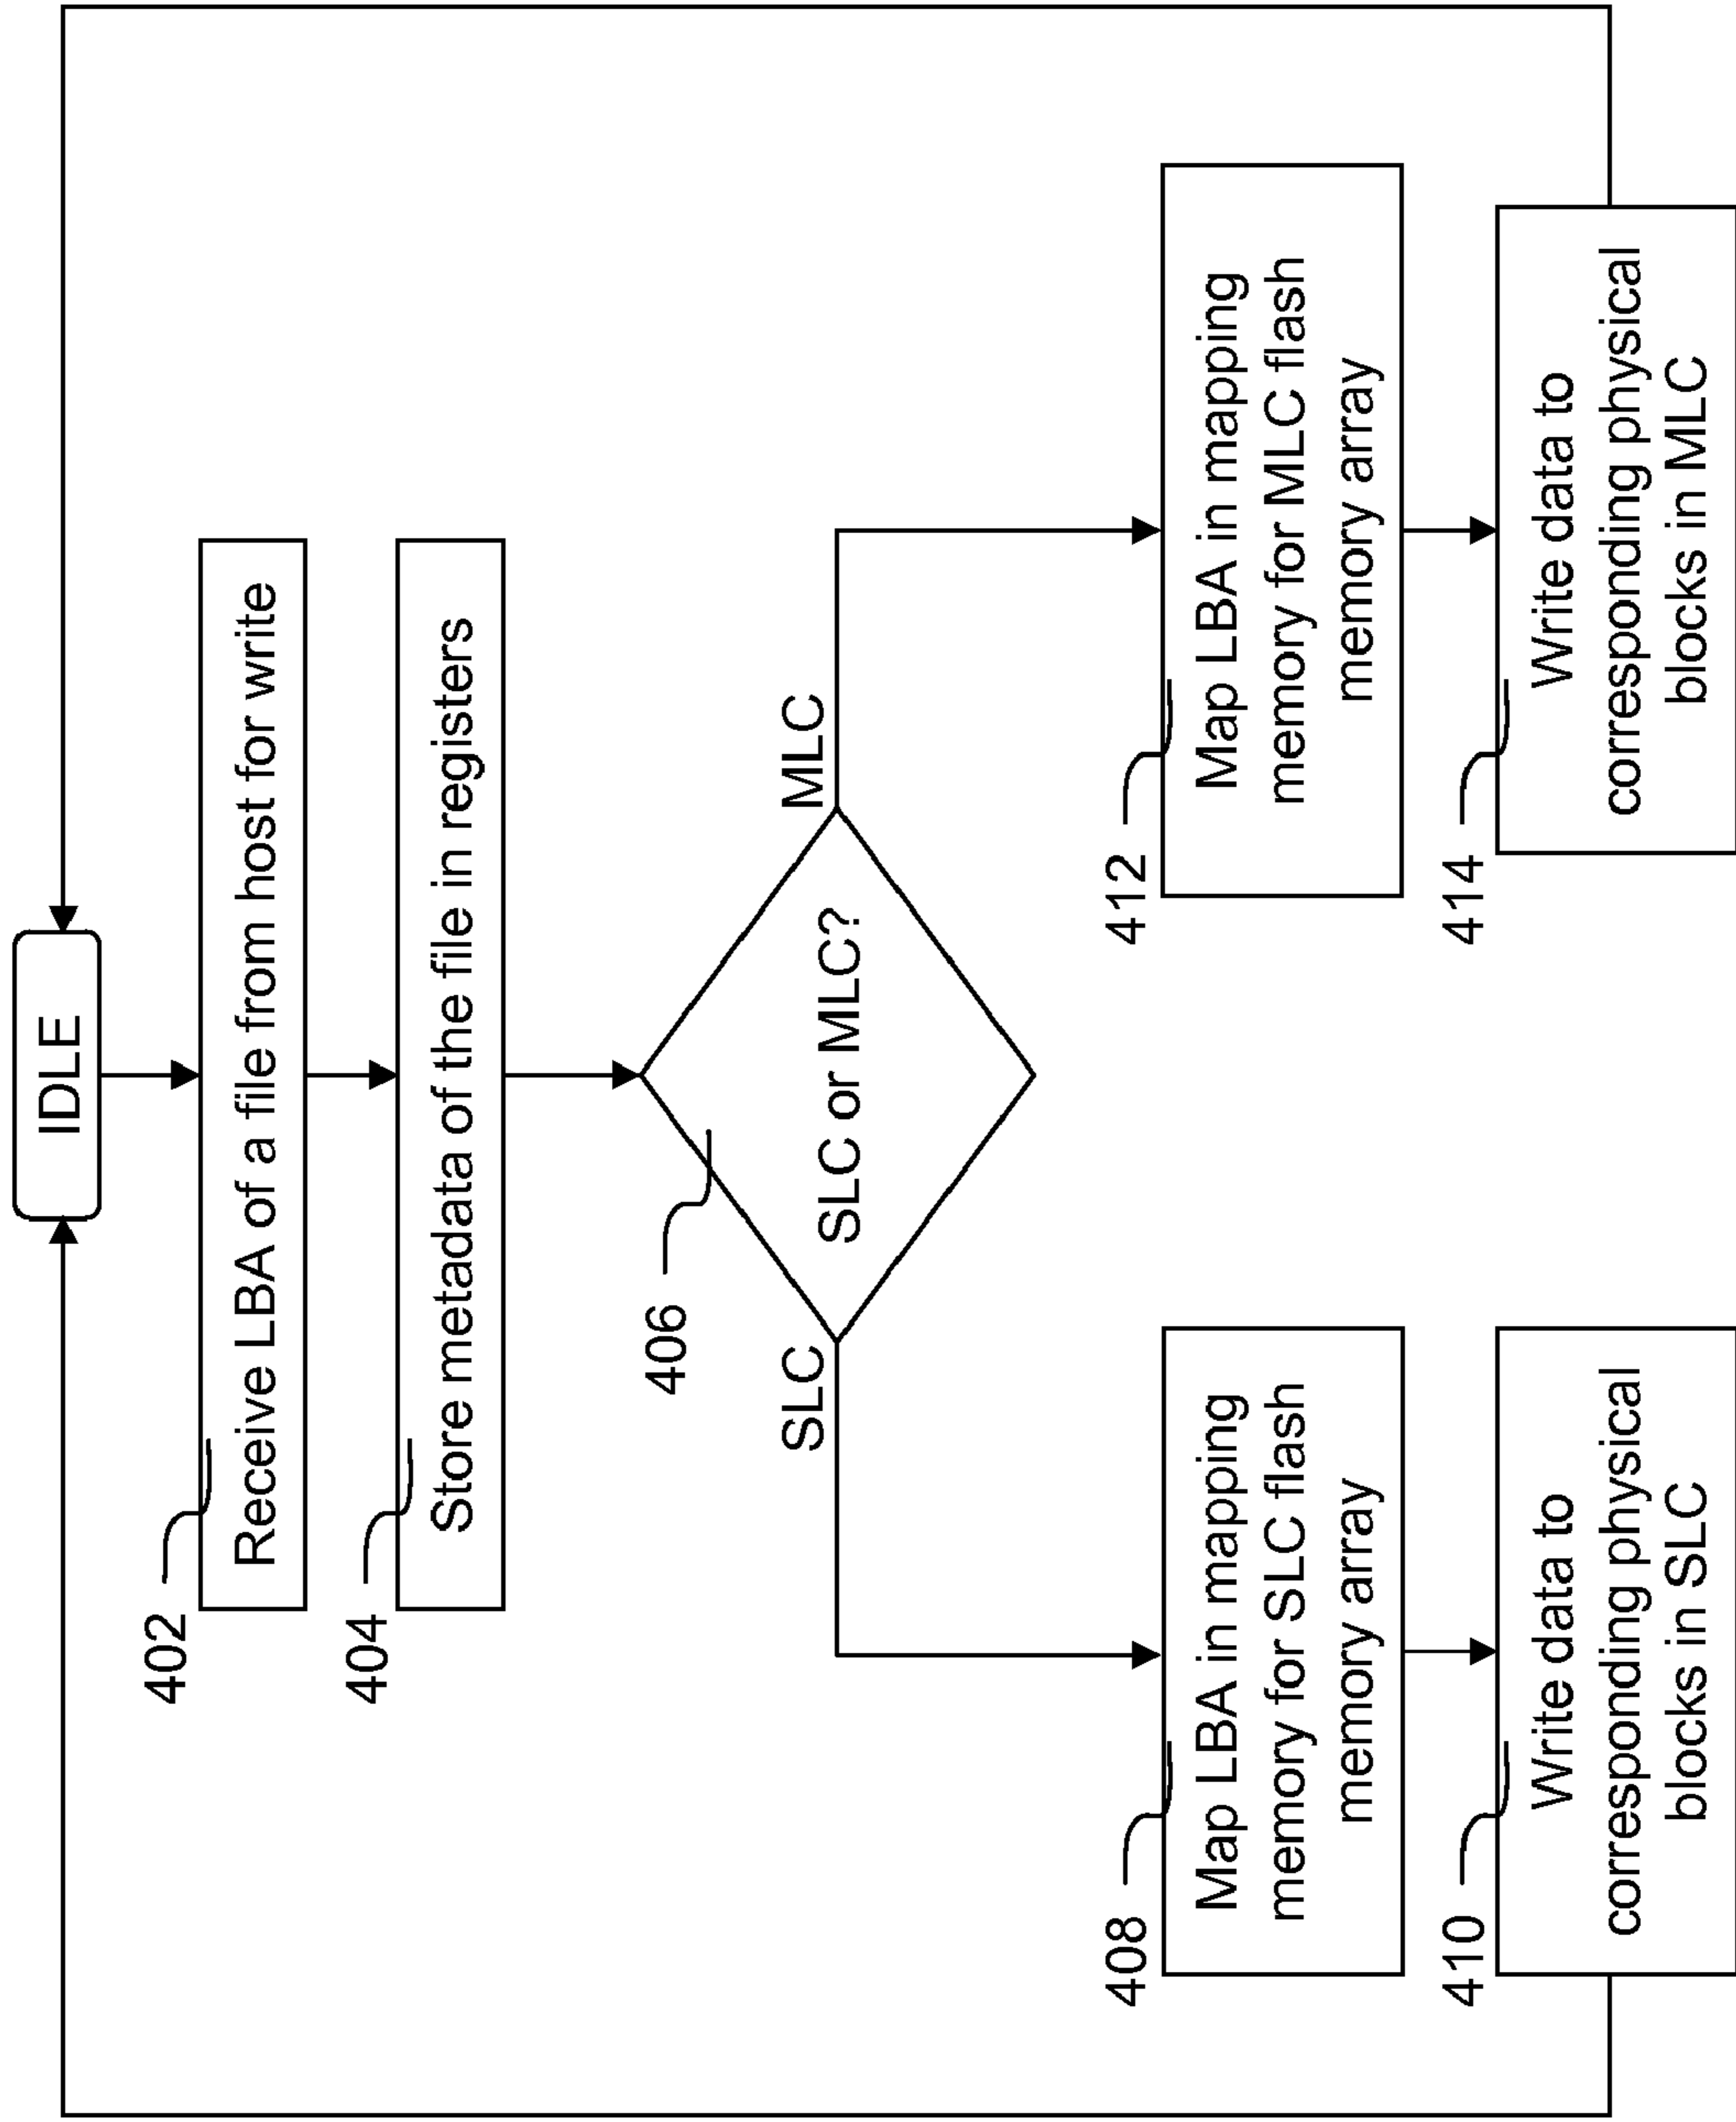 IDLE
402
Receive LBA of a file from host for write
404
Store metadata of the file in registers
406
SLC or MLC?
SLC
MLC
408
Map LBA in mapping
memory for SLC flash
memory array
412
Map LBA in mapping
memory for MLC flash
memory array
410
Write data to
corresponding physical
blocks in SLC
414
Write data to
corresponding physical
blocks in MLC